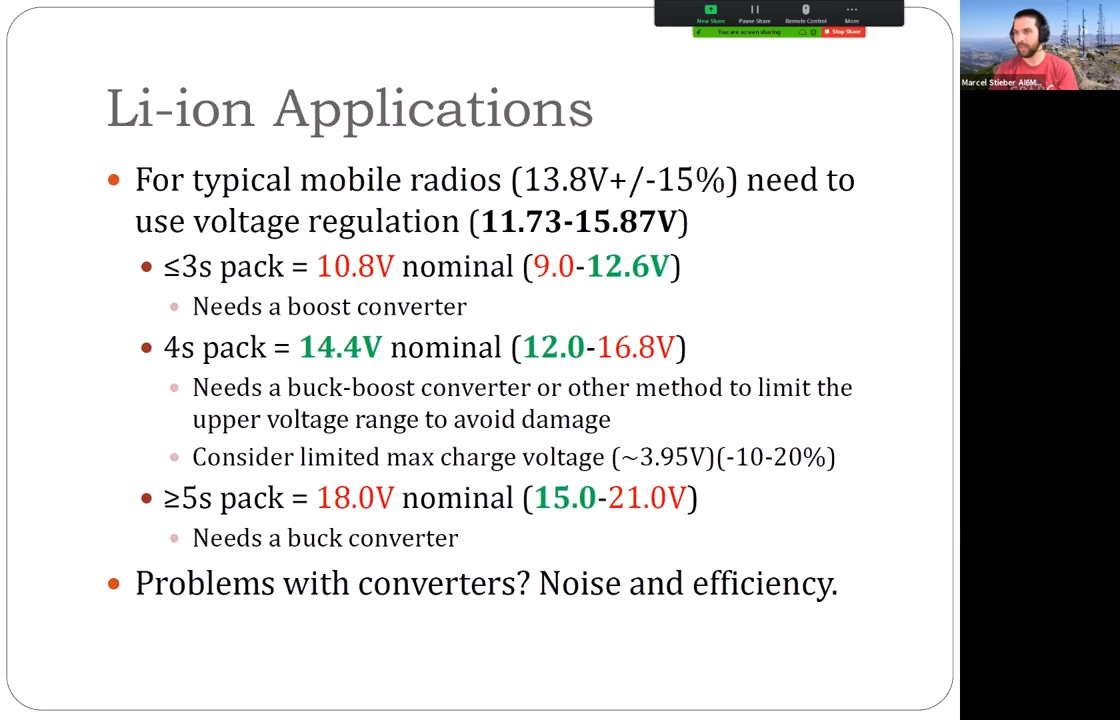 New Share
Pause Share
Remote Control
More
You are screen sharing
Stop Share
Marcel Stieber AI6M...
Li-ion Applications
For typical mobile radios (13.8V+/-15%) need to
use voltage regulation (11.73-15.87V)
≤3s pack = 10.8V nominal (9.0-12.6V)
Needs a boost converter
4s pack = 14.4V nominal (12.0-16.8V)
Needs a buck-boost converter or other method to limit the
upper voltage range to avoid damage
Consider limited max charge voltage (~3.95V)(-10-20%)
≥5s pack = 18.0V nominal (15.0-21.0V)
Needs a buck converter
Problems with converters? Noise and efficiency.